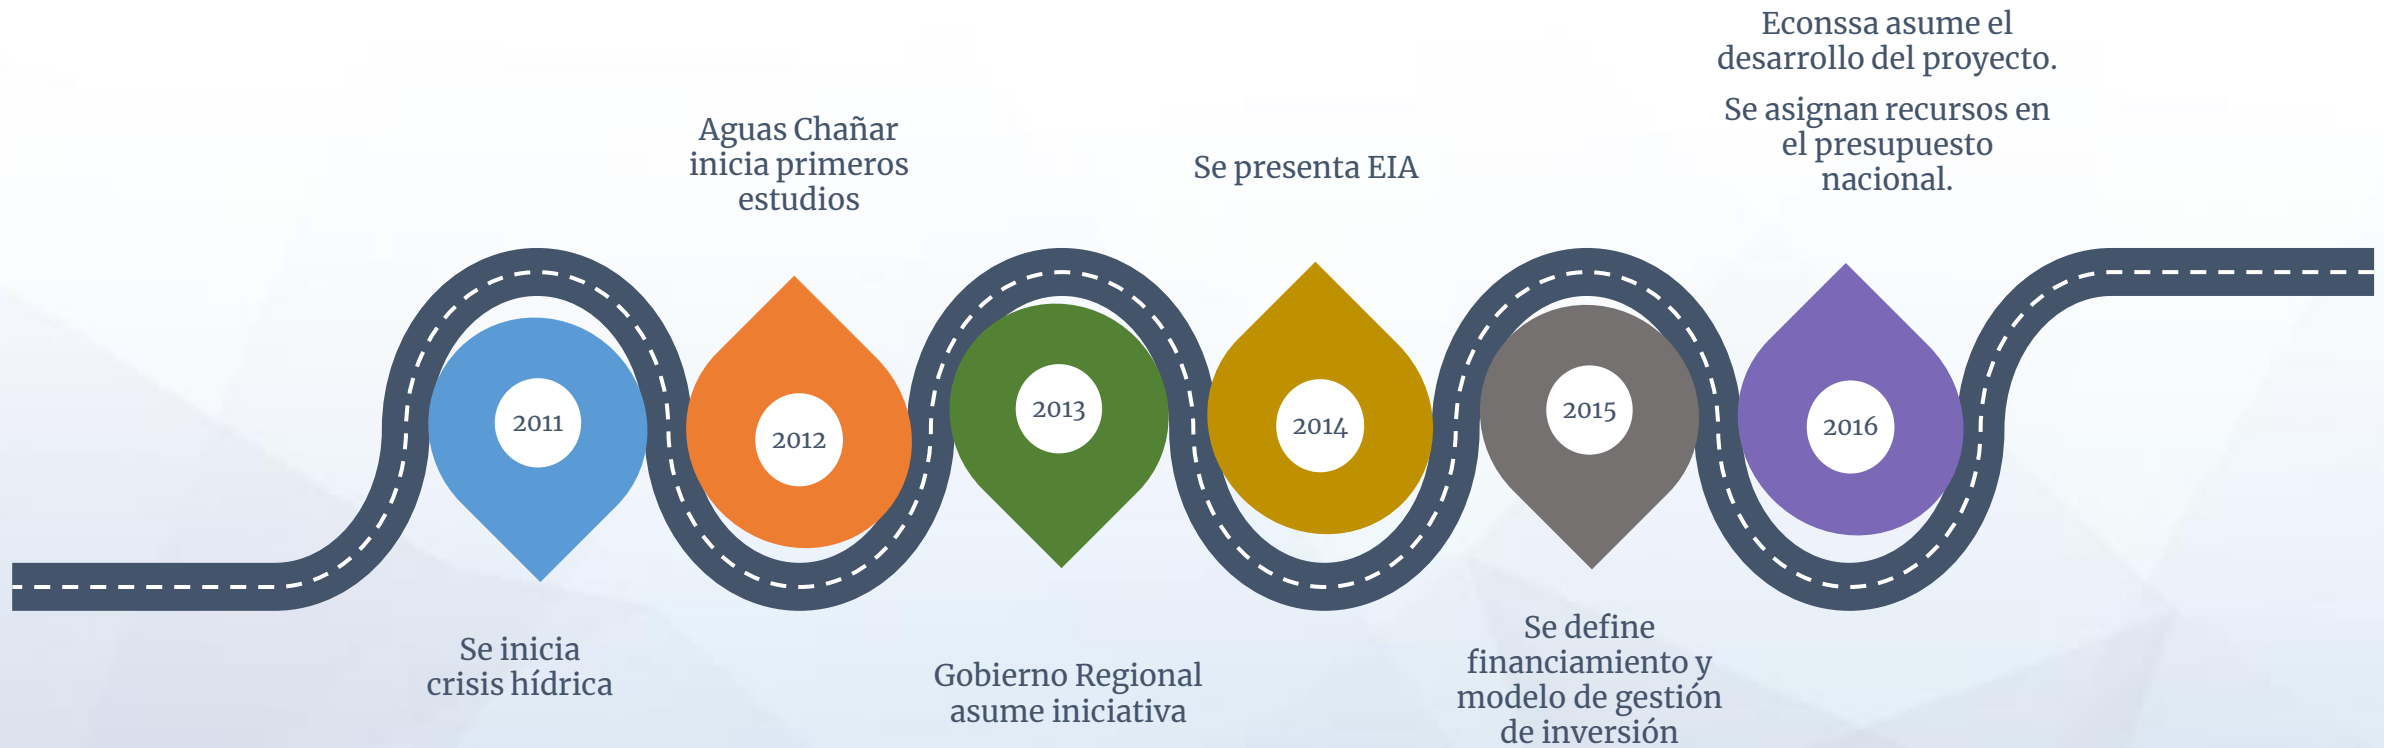 2011
Se inicia
crisis hídrica
Aguas Chañar
inicia primeros
estudios
2012
2013
Gobierno Regional
asume iniciativa
Se presenta EIA
2014
2015
Se define
financiamiento y
modelo de gestión
de inversión
Econssa asume el
desarrollo del proyecto.
Se asignan recursos en
el presupuesto
nacional.
2016